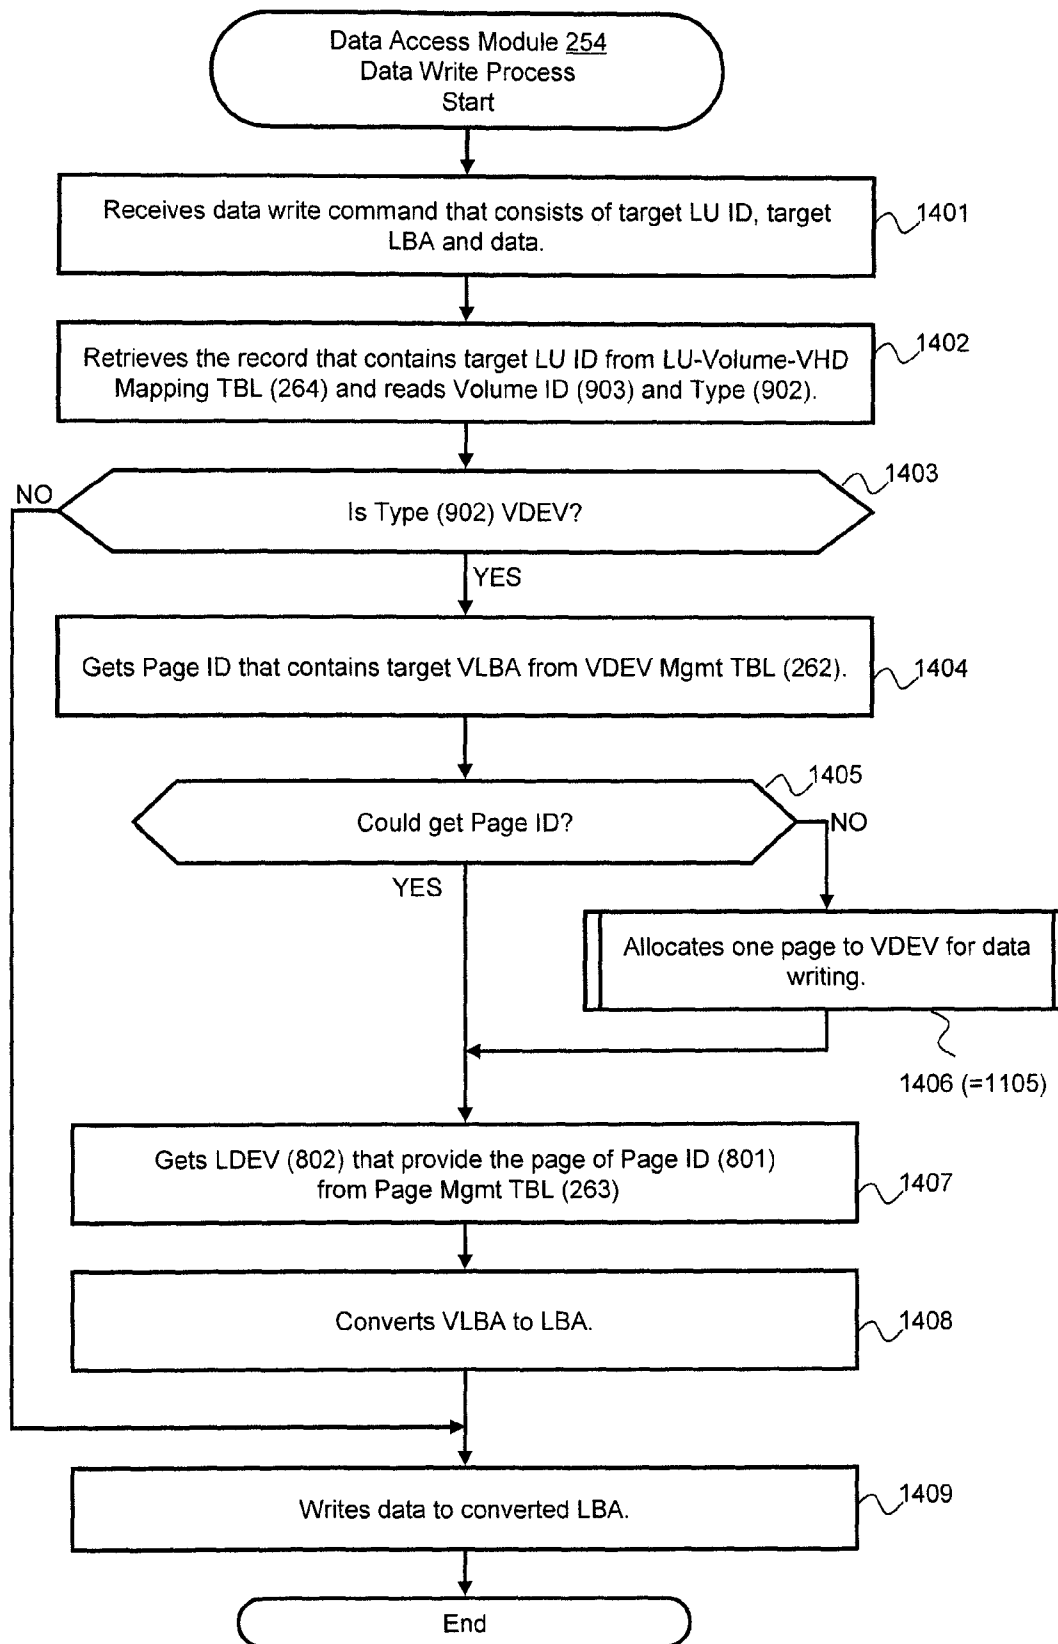 Data Access Module 254
Data Write Process
Start
Receives data write command that consists of target LU ID, target
LBA and data.
1401
Retrieves the record that contains target LU ID from LU-Volume-VHD
Mapping TBL (264) and reads Volume ID (903) and Type (902).
1402
1403
NO
Is Type (902) VDEV?
YES
Gets Page ID that contains target VLBA from VDEV Mgmt TBL (262).
1404
1405
Could get Page ID?
NO
YES
Allocates one page to VDEV for data
writing.
1406 (=1105)
Gets LDEV (802) that provide the page of Page ID (801)
from Page Mgmt TBL (263)
1407
Converts VLBA to LBA.
1408
Writes data to converted LBA.
1409
End